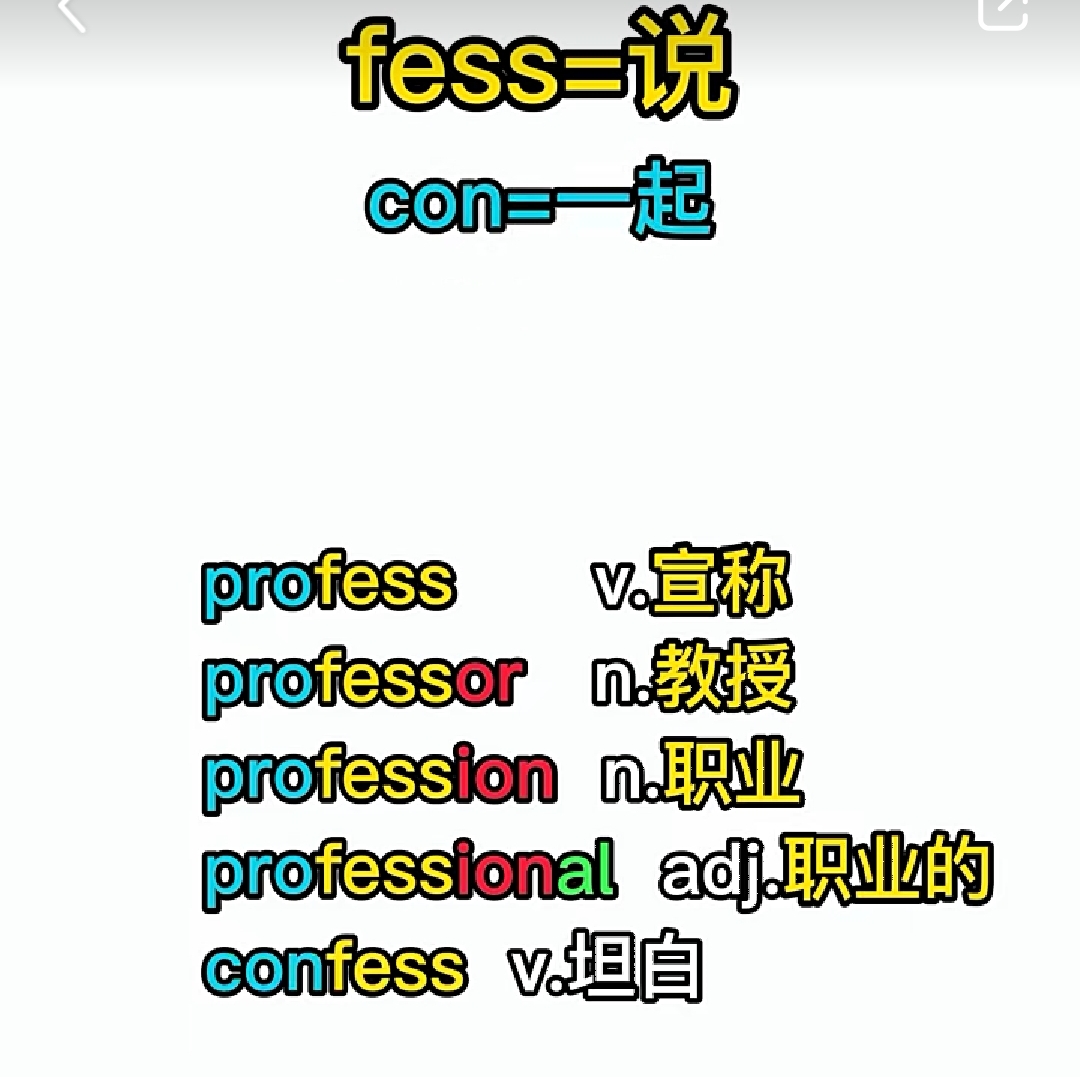 fess=说
con=一起
profess v.宣称
professor n.教授
profession n.职业
professional adj.职业的
confess v.坦白